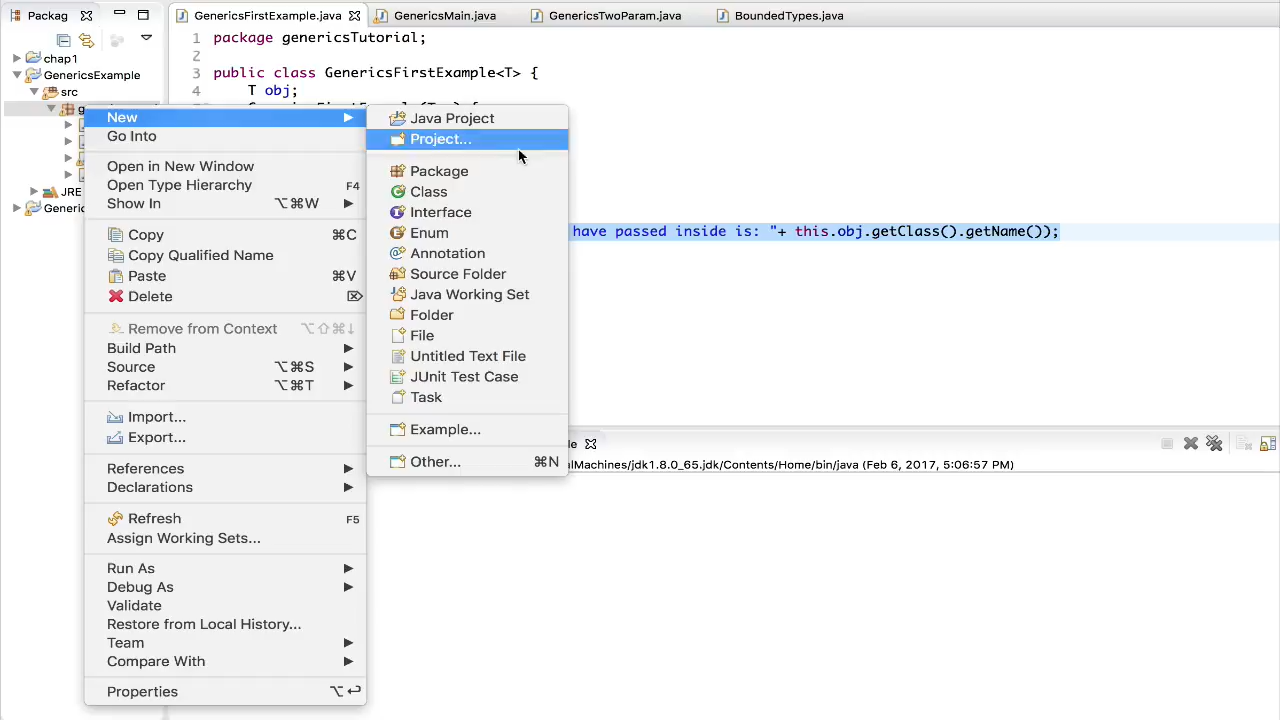 Packag
GenericsFirstExample.java
GenericsMain.java
GenericsTwoParam.java
BoundedTypes.java
chap1
GenericsExample
src
JRE
Generic
1 package genericsTutorial;
2
3 public class GenericsFirstExample<T> {
4 T obj;
have passed inside is: "+ this.obj.getClass().getName());
New
Go Into
Open in New Window
Open Type Hierarchy F4
Show In ⌥⌘W
Copy ⌘C
Copy Qualified Name
Paste ⌘V
Delete ⌦
Remove from Context ⌥⇧⌘↓
Build Path
Source ⌥⌘S
Refactor ⌥⌘T
Import...
Export...
References
Declarations
Refresh F5
Assign Working Sets...
Run As
Debug As
Validate
Restore from Local History...
Team
Compare With
Properties ⌥↩
Java Project
Project...
Package
Class
Interface
Enum
Annotation
Source Folder
Java Working Set
Folder
File
Untitled Text File
JUnit Test Case
Task
Example...
Other... ⌘N
alMachines/jdk1.8.0_65.jdk/Contents/Home/bin/java (Feb 6, 2017, 5:06:57 PM)